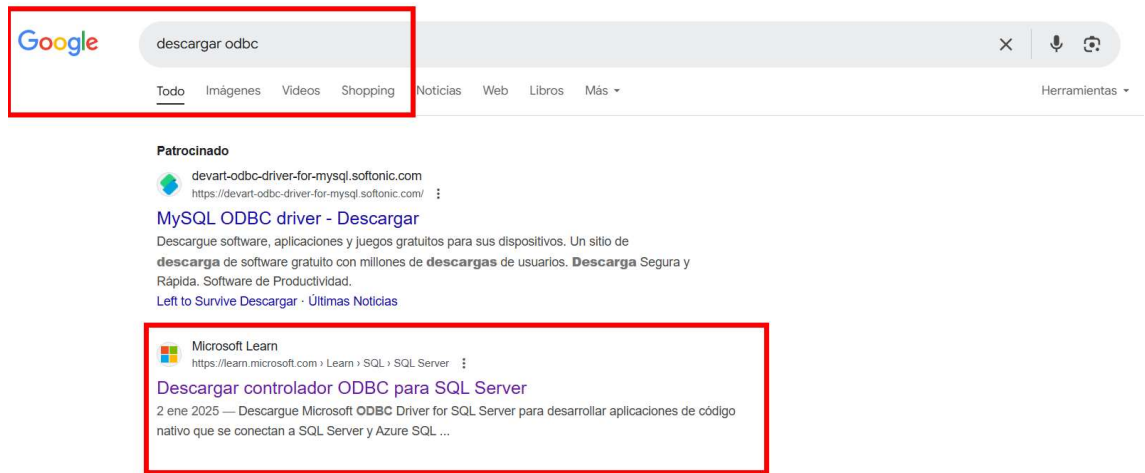 Google
descargar odbc
Todo Imágenes Videos Shopping Noticias Web Libros Más
Herramientas
Patrocinado
devart-odbc-driver-for-mysql.softonic.com
https://devart-odbc-driver-for-mysql.softonic.com/
MySQL ODBC driver - Descargar
Descargue software, aplicaciones y juegos gratuitos para sus dispositivos. Un sitio de
descarga de software gratuito con millones de descargas de usuarios. Descarga Segura y
Rápida. Software de Productividad.
Left to Survive Descargar · Últimas Noticias
Microsoft Learn
https://learn.microsoft.com › Learn › SQL › SQL Server
Descargar controlador ODBC para SQL Server
2 ene 2025 — Descargue Microsoft ODBC Driver for SQL Server para desarrollar aplicaciones de código
nativo que se conectan a SQL Server y Azure SQL ...